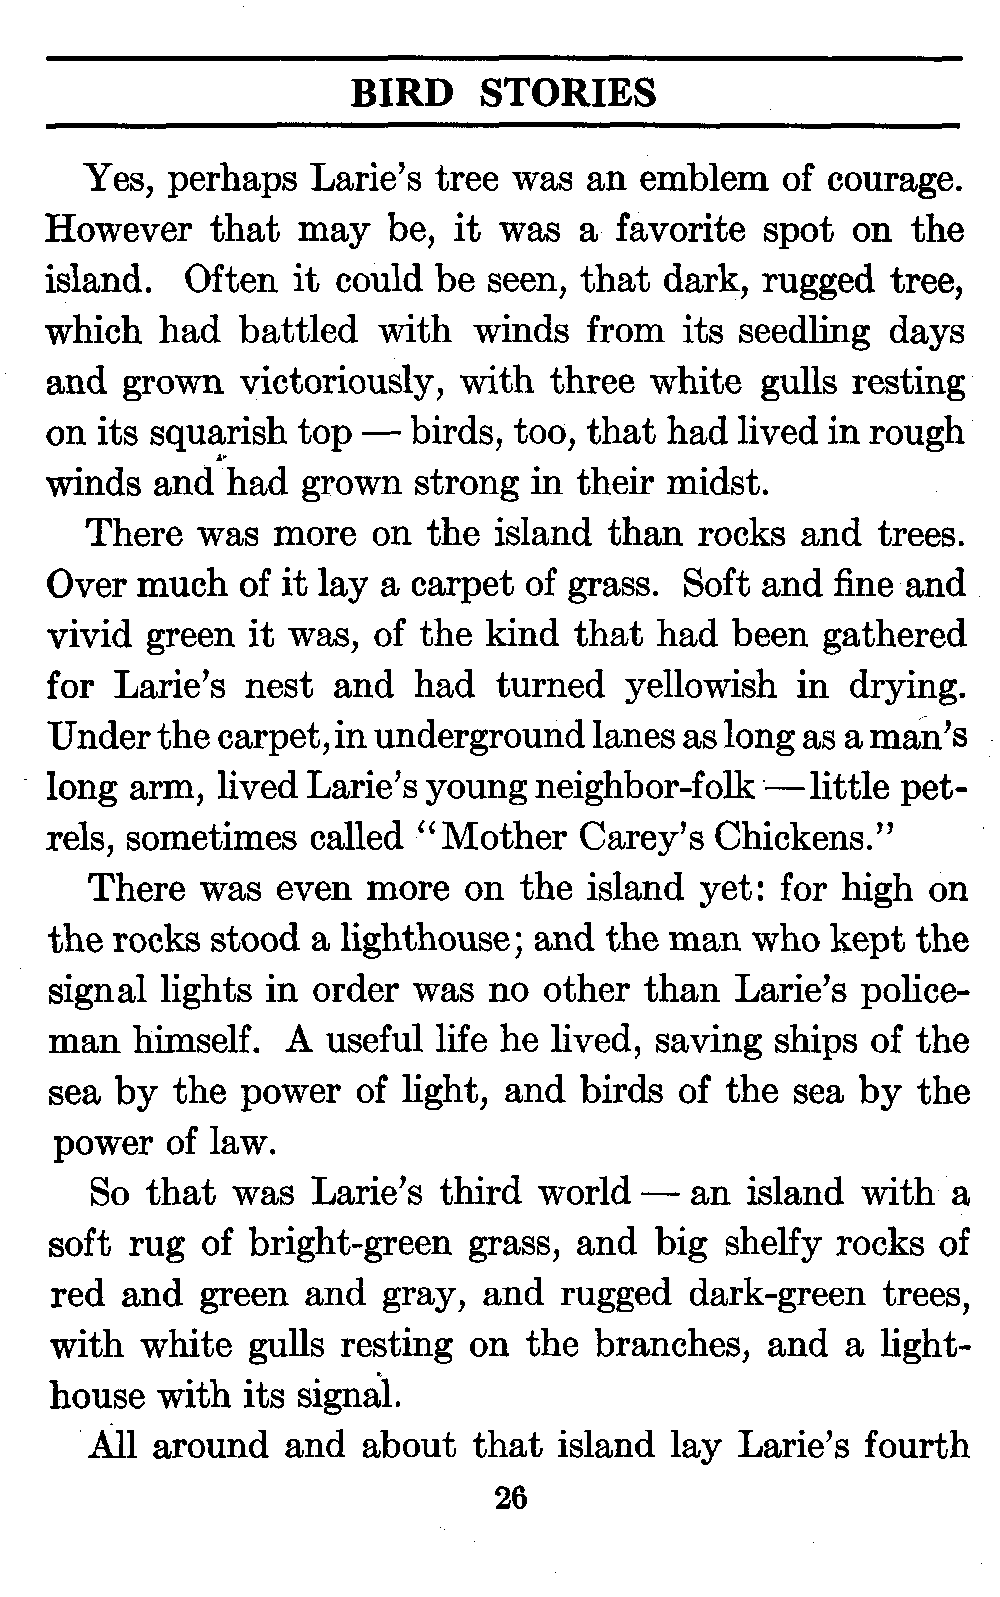 BIRD STORIES
Yes, perhaps Larie's tree was an emblem of courage.
However that may be, it was a favorite spot on the
island. Often it could be seen, that dark, rugged tree,
which had battled with winds from its seedling days
and grown victoriously, with three white gulls resting
on its squarish top — birds, too, that had lived in rough
winds and had grown strong in their midst.
There was more on the island than rocks and trees.
Over much of it lay a carpet of grass. Soft and fine and
vivid green it was, of the kind that had been gathered
for Larie's nest and had turned yellowish in drying.
Under the carpet, in underground lanes as long as a man's
long arm, lived Larie's young neighbor-folk — little pet-
rels, sometimes called "Mother Carey's Chickens."
There was even more on the island yet: for high on
the rocks stood a lighthouse; and the man who kept the
signal lights in order was no other than Larie's police-
man himself. A useful life he lived, saving ships of the
sea by the power of light, and birds of the sea by the
power of law.
So that was Larie's third world — an island with a
soft rug of bright-green grass, and big shelfy rocks of
red and green and gray, and rugged dark-green trees,
with white gulls resting on the branches, and a light-
house with its signal.
All around and about that island lay Larie's fourth
26